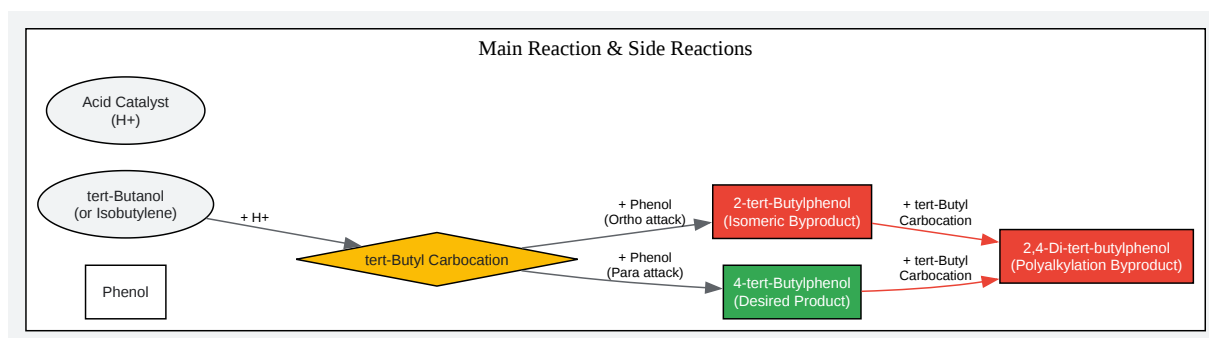 Main Reaction & Side Reactions
Acid Catalyst
(H+)
tert-Butanol
(or Isobutylene)
Phenol
+ H+
tert-Butyl Carbocation
+ Phenol
(Ortho attack)
+ Phenol
(Para attack)
2-tert-Butylphenol
(Isomeric Byproduct)
4-tert-Butylphenol
(Desired Product)
+ tert-Butyl
Carbocation
+ tert-Butyl
Carbocation
2,4-Di-tert-butylphenol
(Polyalkylation Byproduct)